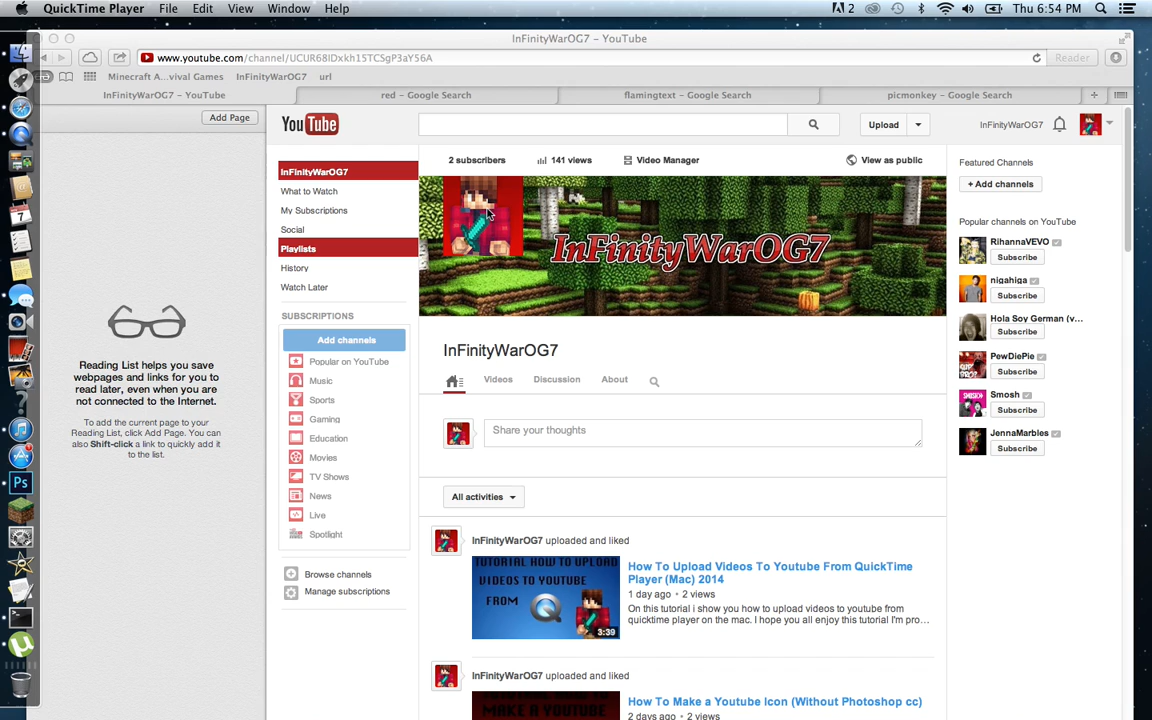 QuickTime Player File Edit View Window Help
2 Thu 6:54 PM
InFinityWarOG7 – YouTube
Reader
Minecraft A...vival Games InFinityWarOG7 url
InFinityWarOG7 – YouTube red – Google Search flamingtext – Google Search picmonkey – Google Search
Add Page
Reading List helps you save
webpages and links for you to
read later, even when you are
not connected to the Internet.
To add the current page to your
Reading List, click Add Page. You can
also Shift-click a link to quickly add it
to the list.
7
Ps
You Tube
Upload
InFinityWarOG7
InFinityWarOG7
What to Watch
My Subscriptions
Social
Playlists
History
Watch Later
SUBSCRIPTIONS
Add channels
Popular on YouTube
Music
Sports
Gaming
Education
Movies
TV Shows
News
Live
Spotlight
Browse channels
Manage subscriptions
2 subscribers 141 views Video Manager View as public
InFinityWarOG7
InFinityWarOG7
Videos Discussion About
Share your thoughts
All activities
InFinityWarOG7 uploaded and liked
TUTORIAL HOW TO UPLOAD
VIDEOS TO YOUTUBE
FROM
3:39
How To Upload Videos To Youtube From QuickTime
Player (Mac) 2014
1 day ago • 2 views
On this tutorial i show you how to upload videos to youtube from
quicktime player on the mac. I hope you all enjoy this tutorial I'm pro...
InFinityWarOG7 uploaded and liked
How To Make a Youtube Icon (Without Photoshop cc)
2 days ago • 2 views
Featured Channels
+ Add channels
Popular channels on YouTube
RihannaVEVO
Subscribe
nigahiga
Subscribe
Hola Soy German (v...
Subscribe
PewDiePie
Subscribe
Smosh
Subscribe
JennaMarbles
Subscribe